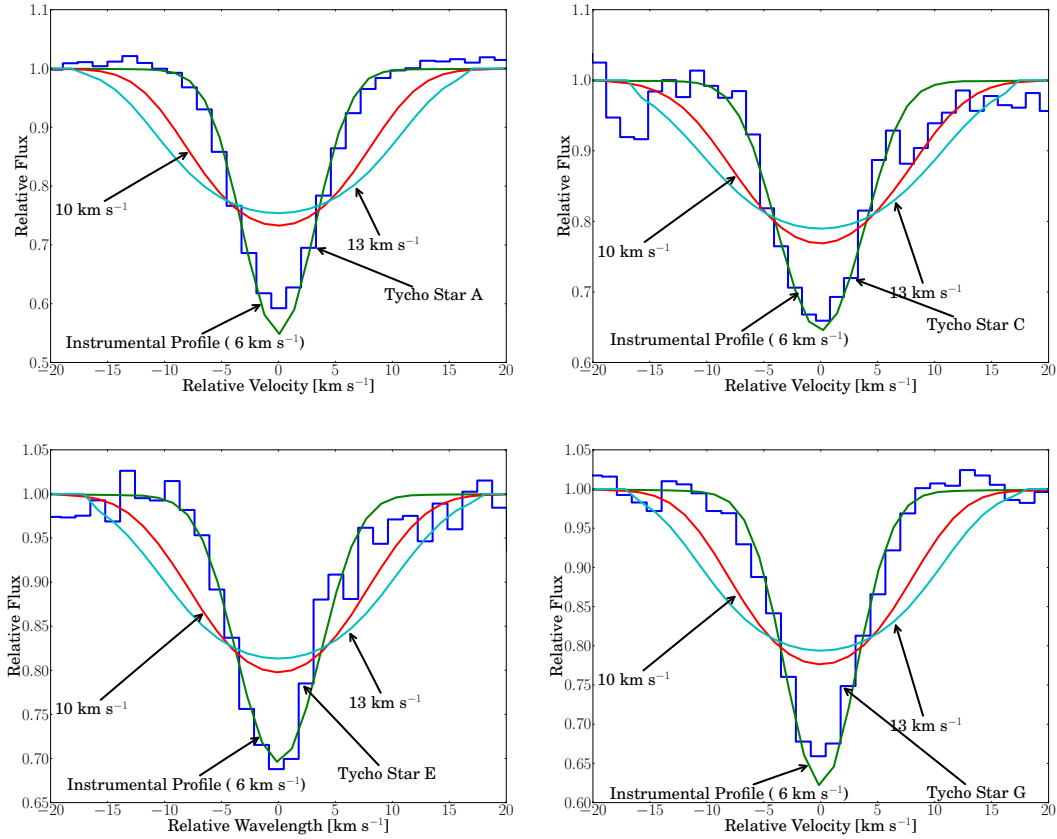 1.1
1.0
0.9
0.8
0.7
0.6
0.5
Relative Flux
10 km s⁻¹
13 km s⁻¹
Tycho Star A
Instrumental Profile ( 6 km s⁻¹)
−20 −15 −10 −5 0 5 10 15 20
Relative Velocity [km s⁻¹]
1.1
1.0
0.9
0.8
0.7
0.6
Relative Flux
10 km s⁻¹
13 km s⁻¹
Tycho Star C
Instrumental Profile ( 6 km s⁻¹)
−20 −15 −10 −5 0 5 10 15 20
Relative Velocity [km s⁻¹]
1.05
1.00
0.95
0.90
0.85
0.80
0.75
0.70
0.65
Relative Flux
10 km s⁻¹
13 km s⁻¹
Tycho Star E
Instrumental Profile ( 6 km s⁻¹)
−20 −15 −10 −5 0 5 10 15 20
Relative Wavelength [km s⁻¹]
1.05
1.00
0.95
0.90
0.85
0.80
0.75
0.70
0.65
0.60
Relative Flux
10 km s⁻¹
13 km s⁻¹
Instrumental Profile ( 6 km s⁻¹)
Tycho Star G
−20 −15 −10 −5 0 5 10 15 20
Relative Velocity [km s⁻¹]